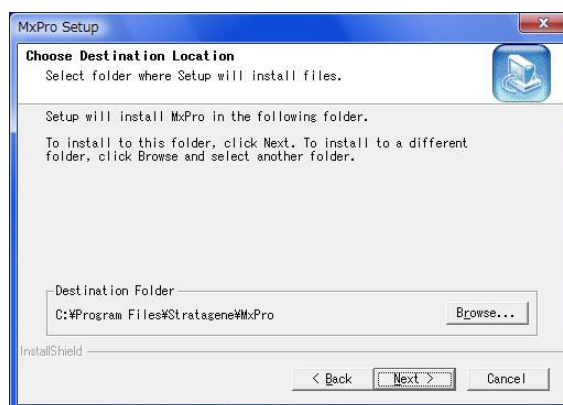 MxPro Setup
Choose Destination Location
Select folder where Setup will install files.
Setup will install MxPro in the following folder.
To install to this folder, click Next. To install to a different
folder, click Browse and select another folder.
Destination Folder
C:¥Program Files¥Stratagene¥MxPro
Browse...
InstallShield
< Back
Next >
Cancel